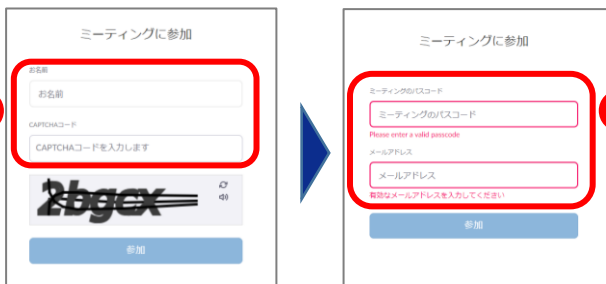 ミーティングに参加
お名前
お名前
CAPTCHAコード
CAPTCHAコードを入力します
2bgcx
参加
ミーティングに参加
ミーティングのパスコード
ミーティングのパスコード
Please enter a valid passcode
メールアドレス
メールアドレス
有効なメールアドレスを入力してください
参加